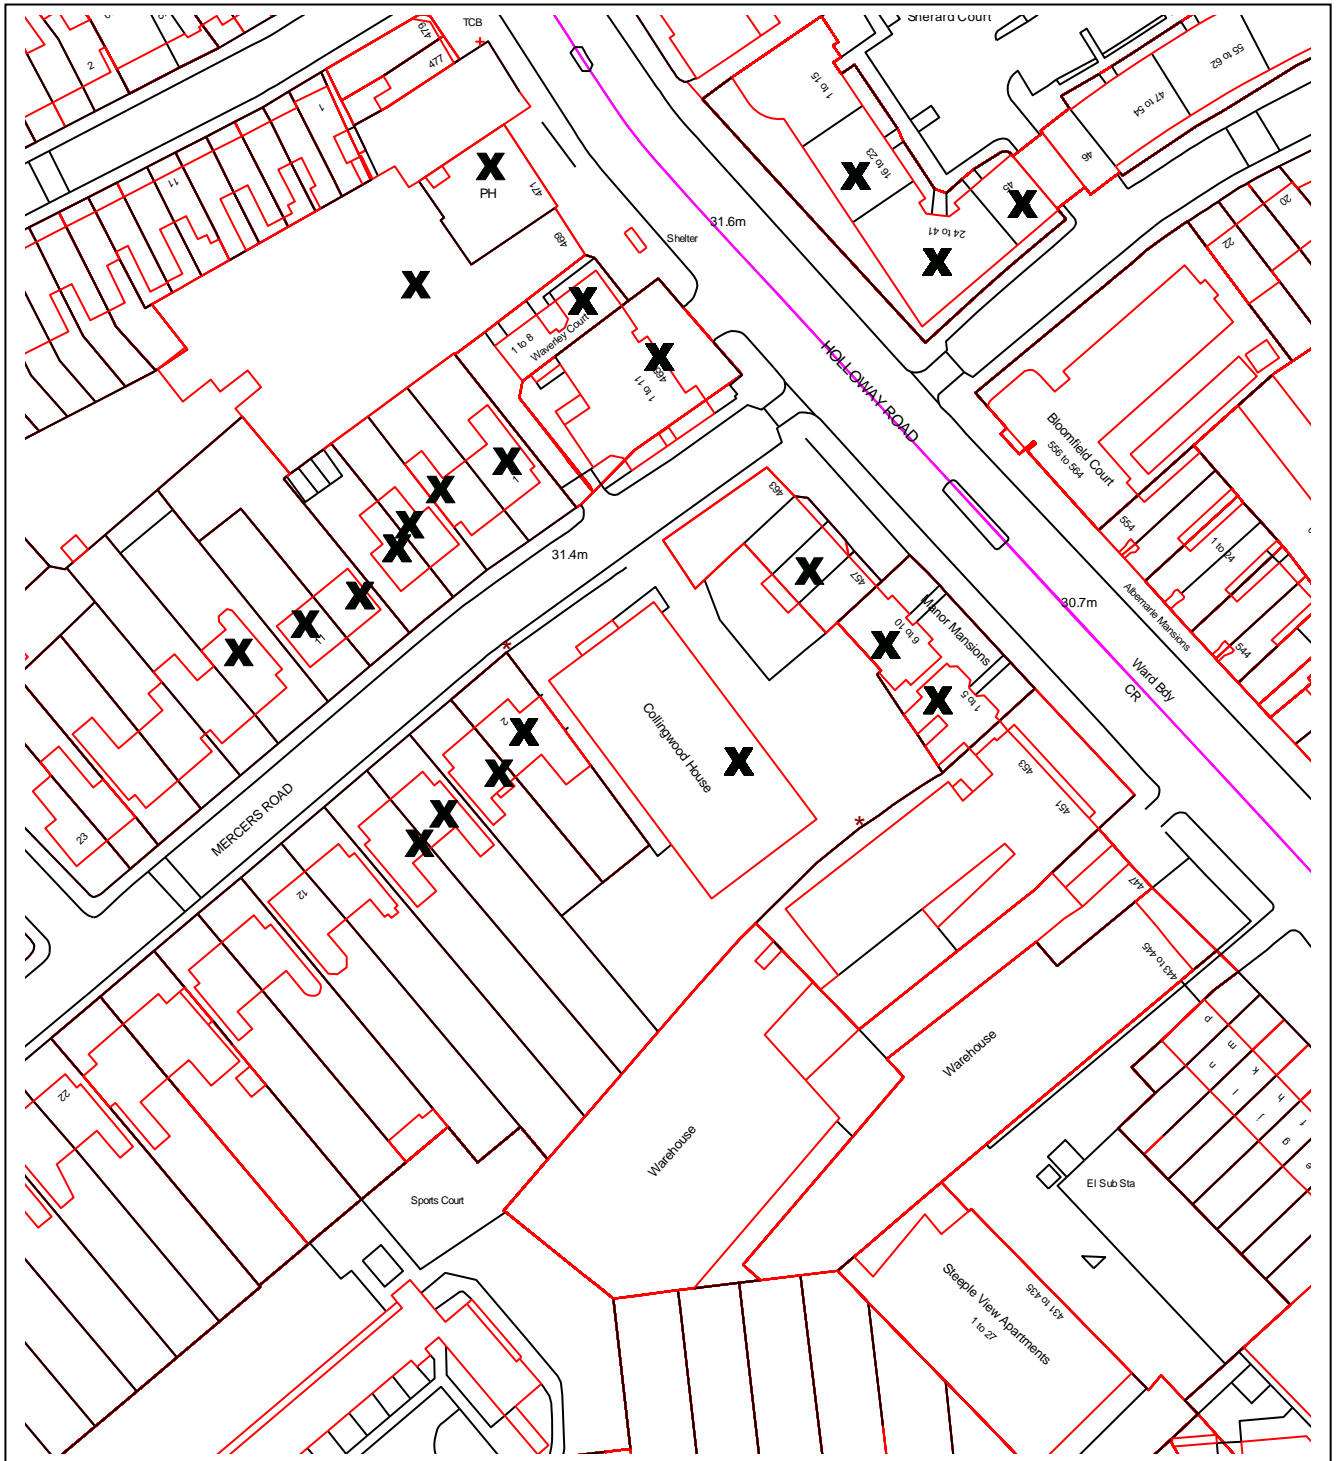 TCB
Sherard Court
479
477
2
1
11
1 to 15
55 to 62
47 to 54
46
16 to 23
42
24 to 41
X
PH
471
469
X
X
X
X
31.6m
Shelter
20
22
X
1 to 8
Waverley Court
X
X
465
1 to 11
HOLLOWAY ROAD
Bloomfield Court
556 to 564
554
1 to 24
Albemarle Mansions
544
X
1
X
X
X
X
X
11
X
31.4m
463
X
457
Manor Mansions
6 to 10
X
1 to 5
X
30.7m
Ward Bdy
CR
2
X
X
X
X
Collingwood House
X
453
451
447
443 to 445
MERCERS ROAD
23
12
22
Warehouse
Warehouse
p
n
m
l
k
j
h
g
f
e
Sports Court
El Sub Sta
Steeple View Apartments
1 to 27
431 to 435